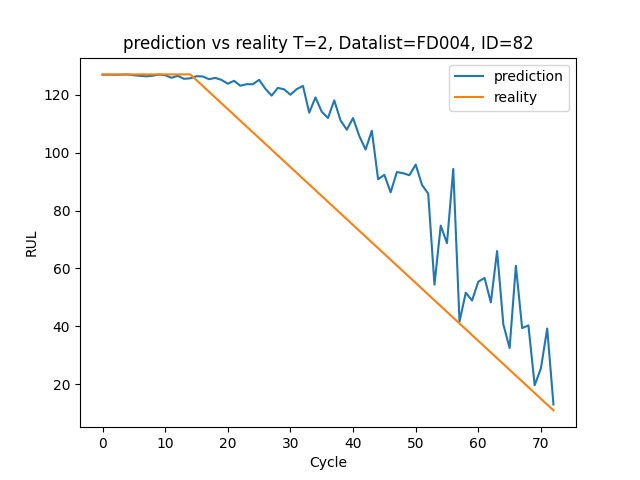 prediction vs reality T=2, Datalist=FD004, ID=82
prediction
reality
RUL
120
100
80
60
40
20
0 10 20 30 40 50 60 70
Cycle